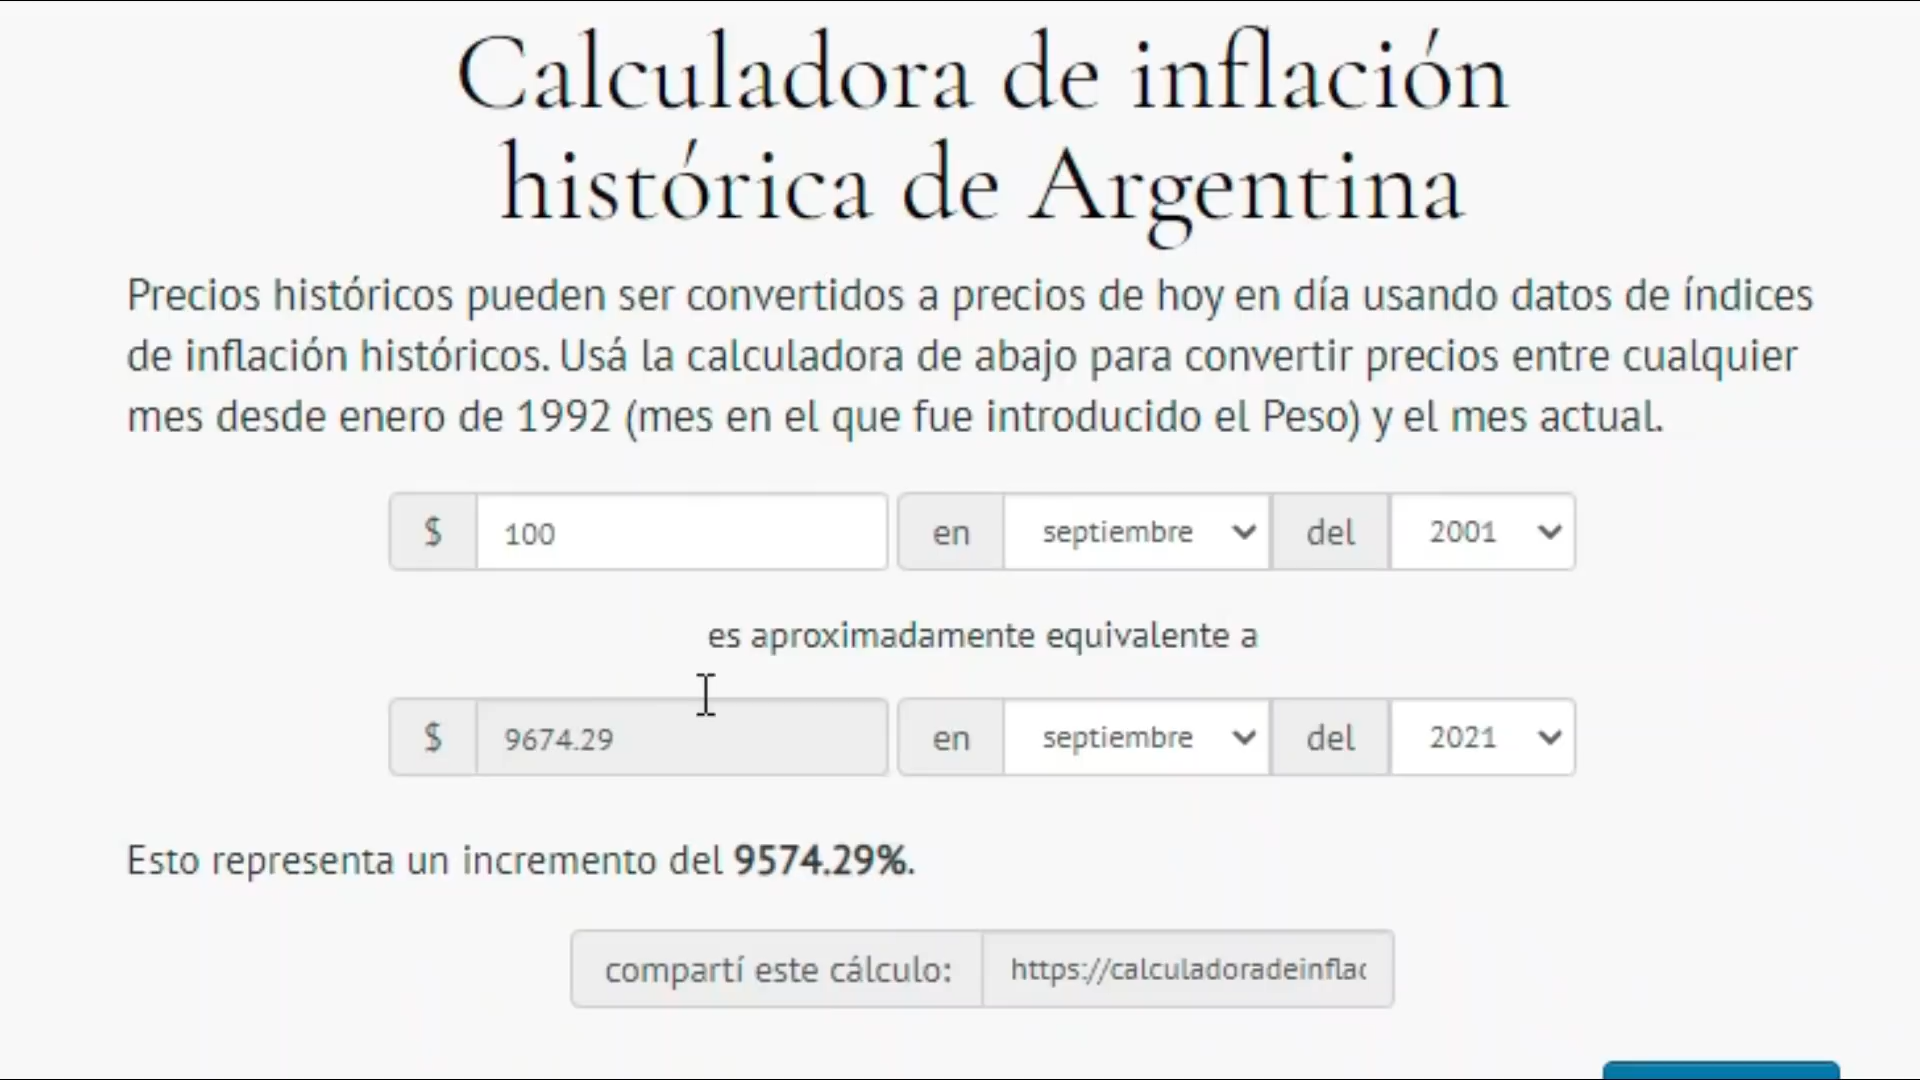 Calculadora de inflación
histórica de Argentina
Precios históricos pueden ser convertidos a precios de hoy en día usando datos de índices
de inflación históricos. Usá la calculadora de abajo para convertir precios entre cualquier
mes desde enero de 1992 (mes en el que fue introducido el Peso) y el mes actual.
$ 100 en septiembre del 2001
es aproximadamente equivalente a
$ 9674.29 en septiembre del 2021
Esto representa un incremento del 9574.29%.
compartí este cálculo: https://calculadoradeinflac